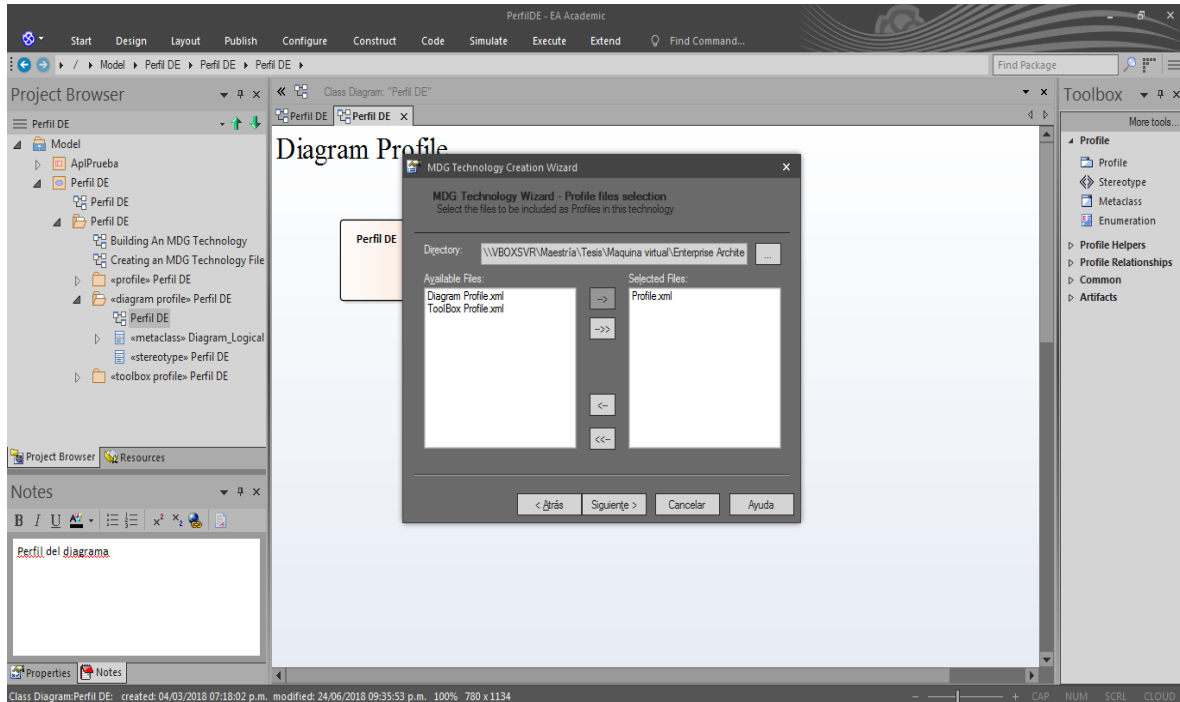 PerfilDE - EA Academic
Start Design Layout Publish Configure Construct Code Simulate Execute Extend Find Command...
/ Model Perfil DE Perfil DE Perfil DE
Find Package
Project Browser
Perfil DE
Model
AplPrueba
Perfil DE
Perfil DE
Perfil DE
Building An MDG Technology
Creating an MDG Technology File
«profile» Perfil DE
«diagram profile» Perfil DE
Perfil DE
«metaclass» Diagram_Logical
«stereotype» Perfil DE
«toolbox profile» Perfil DE
Project Browser Resources
Notes
B I U
Perfil del diagrama
Properties Notes
Class Diagram: "Perfil DE"
Perfil DE Perfil DE x
Diagram Profile
Perfil DE
MDG Technology Creation Wizard
MDG Technology Wizard - Profile files selection
Select the files to be included as Profiles in this technology
Directory: \\VBOXSVR\Maestría\Tesis\Maquina virtual\Enterprise Archite ...
Available Files: Selected Files:
Diagram Profile.xml
ToolBox Profile.xml
Profile.xml
-->
-->>
<--
<<--
< Atrás Siguiente > Cancelar Ayuda
Toolbox
More tools...
Profile
Profile
Stereotype
Metaclass
Enumeration
Profile Helpers
Profile Relationships
Common
Artifacts
Class Diagram:Perfil DE: created: 04/03/2018 07:18:02 p.m. modified: 24/06/2018 09:35:53 p.m. 100% 780 x 1134
CAP NUM SCRL CLOUD